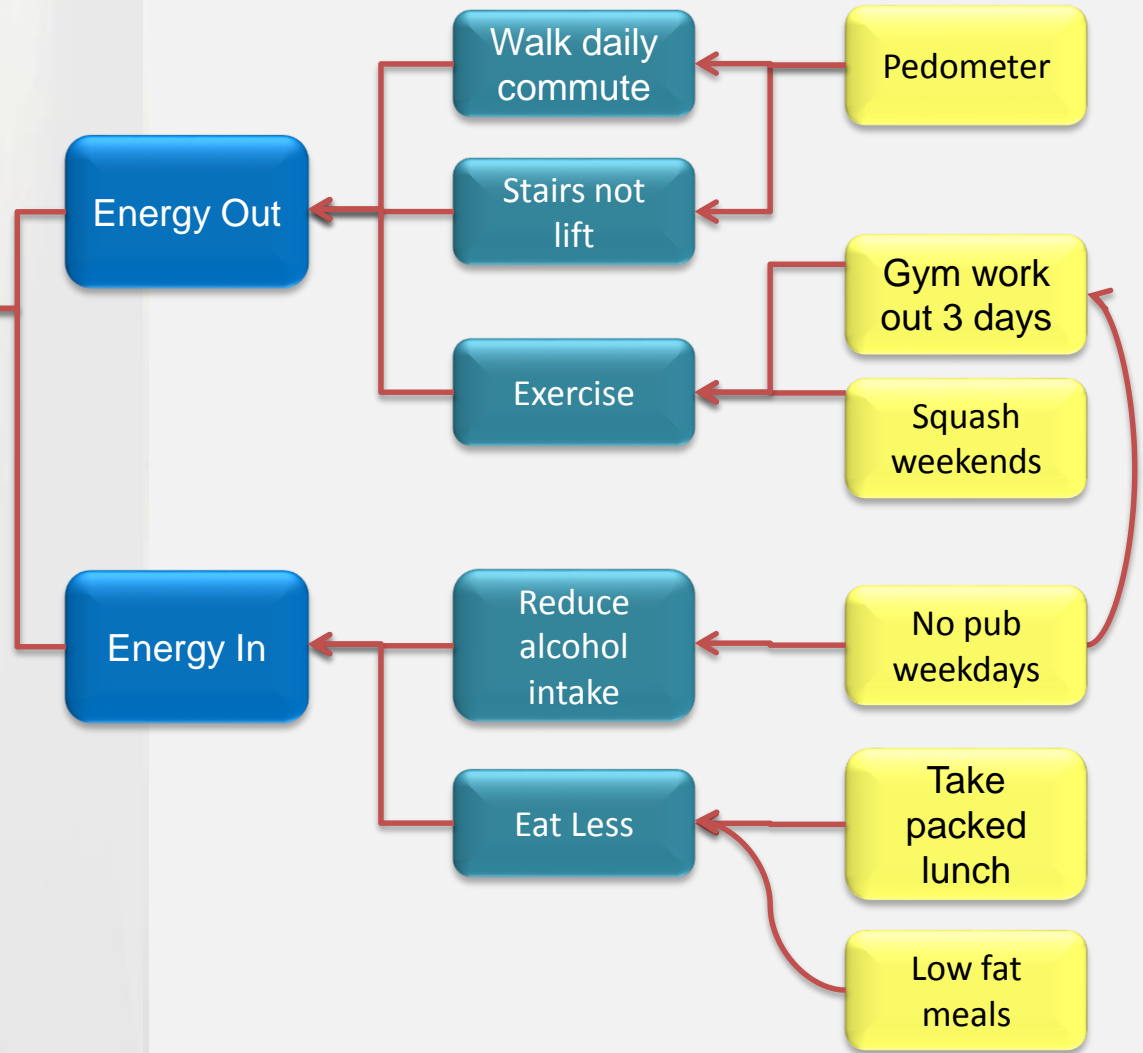 Walk daily
commute
Pedometer
Energy Out
Stairs not
lift
Gym work
out 3 days
Exercise
Squash
weekends
Energy In
Reduce
alcohol
intake
No pub
weekdays
Eat Less
Take
packed
lunch
Low fat
meals